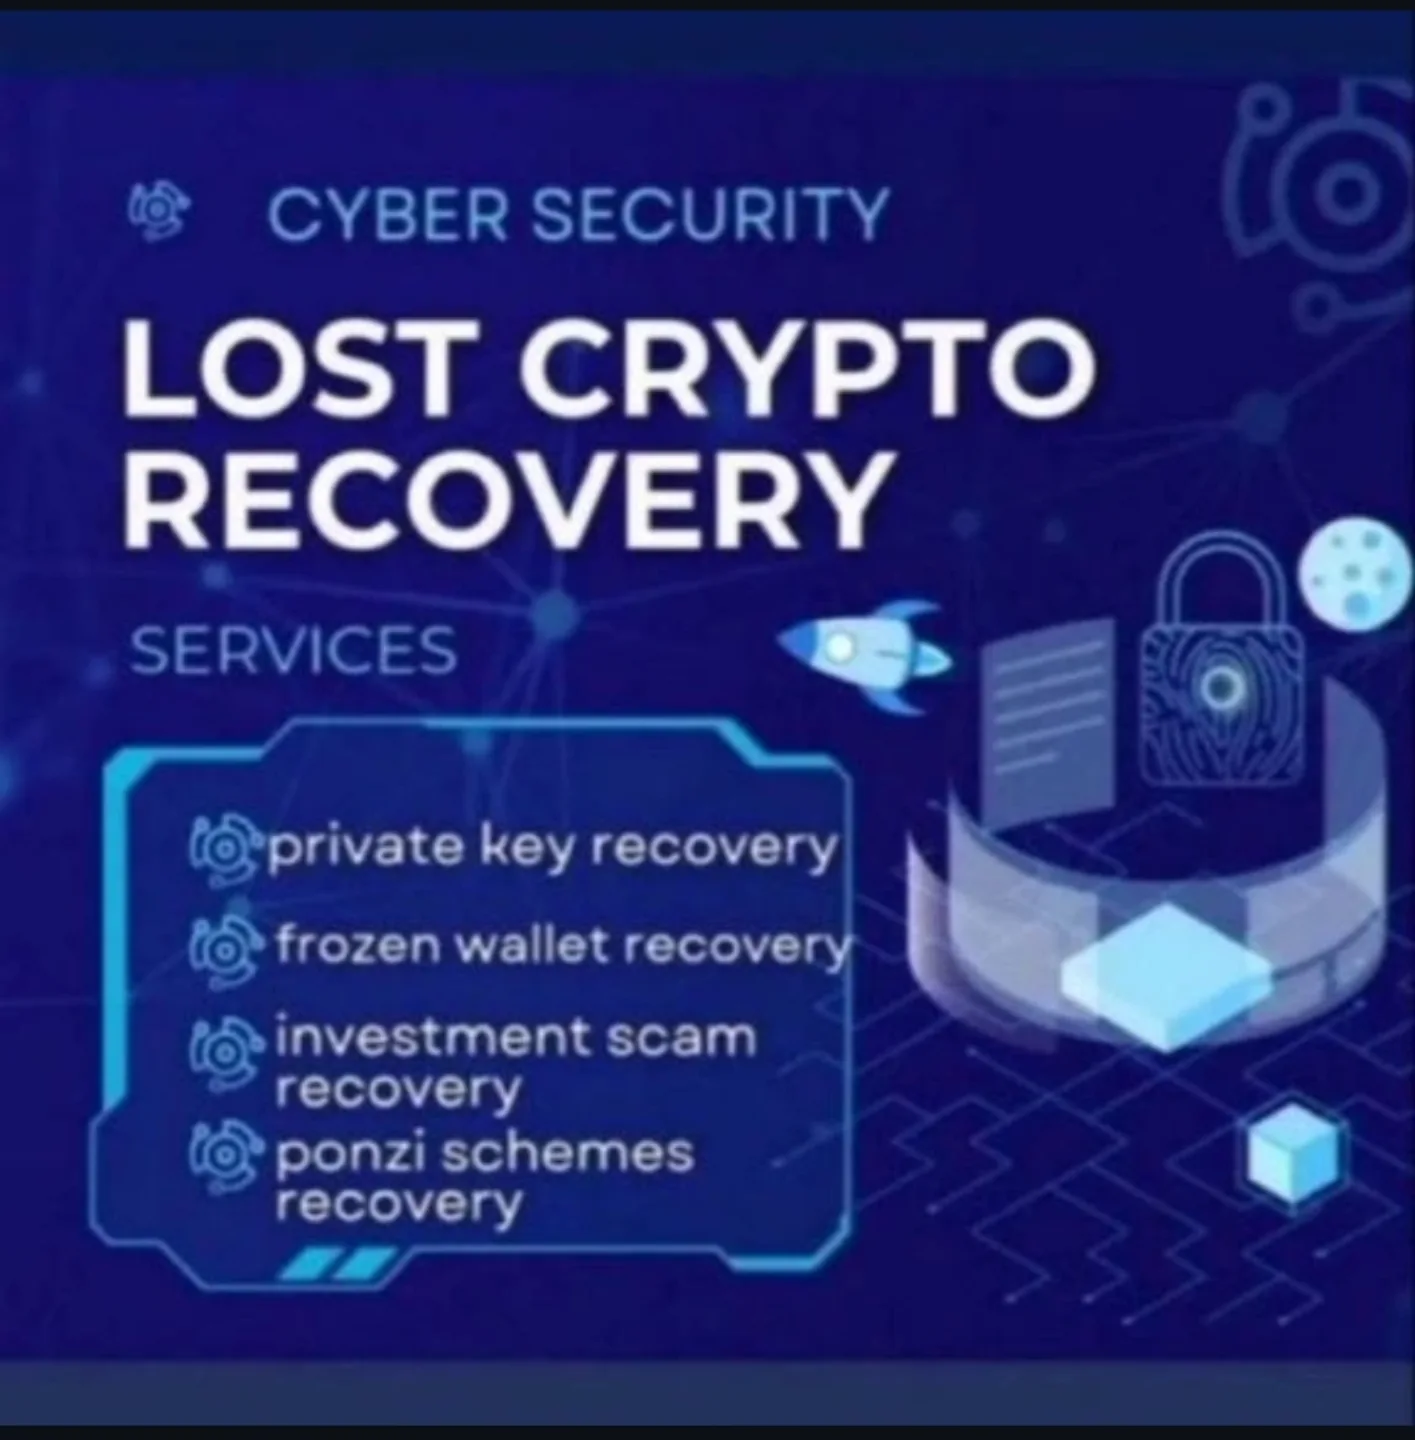 CYBER SECURITY
LOST CRYPTO
RECOVERY
SERVICES
private key recovery
frozen wallet recovery
investment scam
recovery
ponzi schemes
recovery